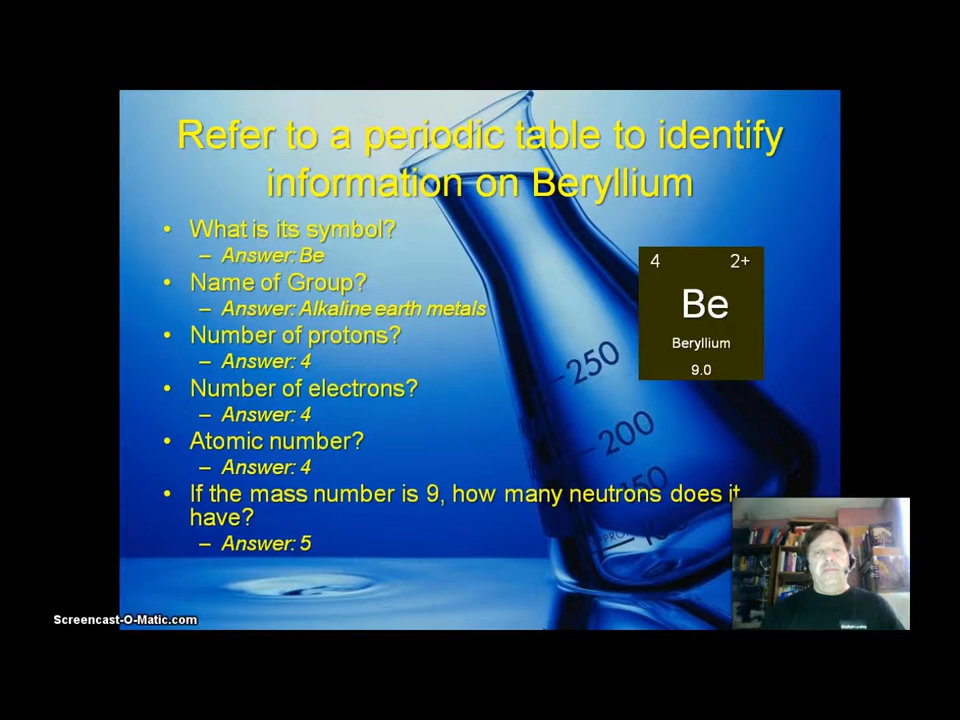 Refer to a periodic table to identify
information on Beryllium
• What is its symbol?
– Answer: Be
• Name of Group?
– Answer: Alkaline earth metals
• Number of protons?
– Answer: 4
• Number of electrons?
– Answer: 4
• Atomic number?
– Answer: 4
• If the mass number is 9, how many neutrons does it
have?
– Answer: 5
4 2+
Be
Beryllium
9.0
250
200
150
Screencast-O-Matic.com